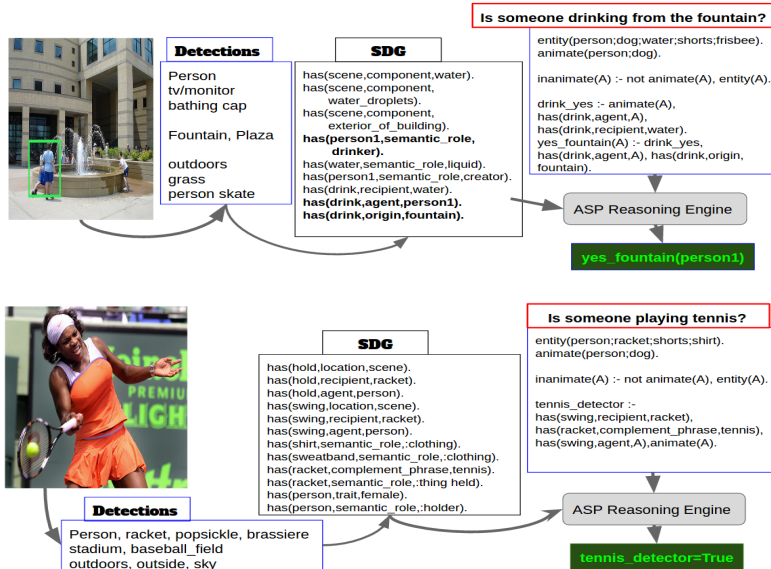 Is someone drinking from the fountain?
Detections
Person
tv/monitor
bathing cap
Fountain, Plaza
outdoors
grass
person skate
SDG
has(scene,component,water).
has(scene,component,
water_droplets).
has(scene,component,
exterior_of_building).
has(person1,semantic_role,
drinker).
has(water,semantic_role,liquid).
has(person1,semantic_role,creator).
has(drink,recipient,water).
has(drink,agent,person1).
has(drink,origin,fountain).
entity(person;dog;water;shorts;frisbee).
animate(person;dog).
inanimate(A) :- not animate(A), entity(A).
drink_yes :- animate(A),
has(drink,agent,A),
has(drink,recipient,water).
yes_fountain(A) :- drink_yes,
has(drink,agent,A), has(drink,origin,
fountain).
ASP Reasoning Engine
yes_fountain(person1)
PREMIE
LIGH
Detections
Person, racket, popsickle, brassiere
stadium, baseball_field
outdoors, outside, sky
SDG
has(hold,location,scene).
has(hold,recipient,racket).
has(hold,agent,person).
has(swing,location,scene).
has(swing,recipient,racket).
has(swing,agent,person).
has(shirt,semantic_role,:clothing).
has(sweatband,semantic_role,:clothing).
has(racket,complement_phrase,tennis).
has(racket,semantic_role,:thing held).
has(person,trait,female).
has(person,semantic_role,:holder).
Is someone playing tennis?
entity(person;racket;shorts;shirt).
animate(person;dog).
inanimate(A) :- not animate(A), entity(A).
tennis_detector :-
has(swing,recipient,racket),
has(racket,complement_phrase,tennis),
has(swing,agent,A),animate(A).
ASP Reasoning Engine
tennis_detector=True